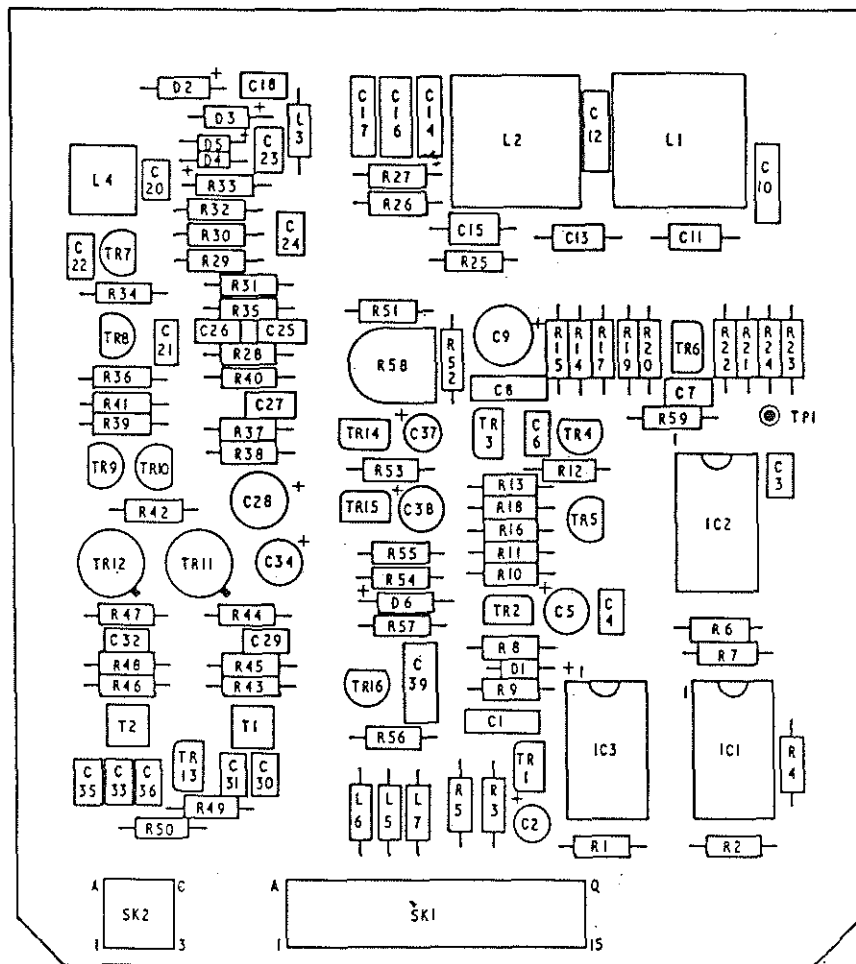 D2 + C18
D3 +
L3
C17 C16 C14
L2
C12
L1
D5 +
D4
C23
L4
C20
+ R33
R27
R26
C10
R32
C24
C15
C13
C11
R30
C22
TR7
R29
R25
R34
R31
R35
R51
C9 +
TR8
C21
C26 C25
R58
R52
R15 R14 R17 R19 R20
TR6
R22 R21 R24 R23
R28
R36
R40
C8
C7
R41
C27
R59
TP1
R39
R37
TR14
+ C37
TR3
C6
TR4
1
R38
TR9 TR10
R53
R12
C3
R42
C28 +
TR15
+ C38
R13
R18
TR5
IC2
R16
TR12 TR11
C34 +
R55
R11
R54
R10
+ D6
TR2
+ C5
C4
R47 R44
R57
R6
C32 C29
R8
R7
R48 R45
C39
D1 +
1
1
R46 R43
TR16
R9
T2 T1
C1
R56
IC3 IC1
R4
TR13
TR1
C35 C33 C36
C31 C30
L6 L5 L7
R5 R3
+ C2
R49
R50
R1 R2
A C
A Q
SK2
SK1
1 3
1 15